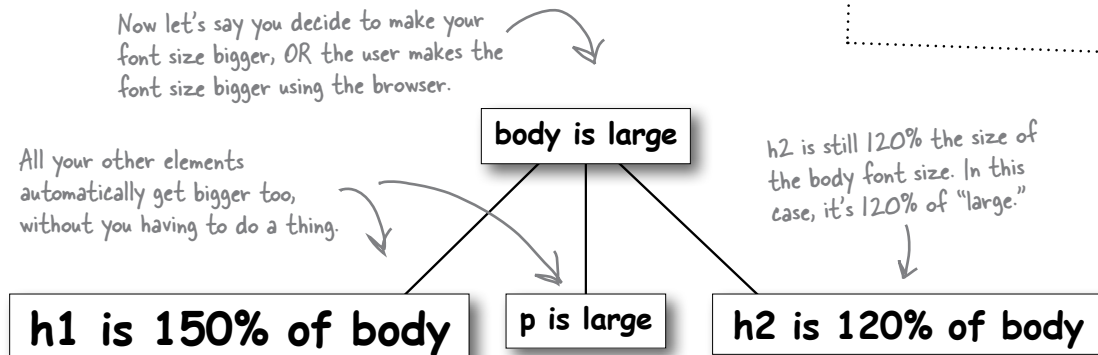 Now let's say you decide to make your
font size bigger, OR the user makes the
font size bigger using the browser.
body is large
All your other elements
automatically get bigger too,
without you having to do a thing.
h2 is still 120% the size of
the body font size. In this
case, it's 120% of "large."
h1 is 150% of body
p is large
h2 is 120% of body